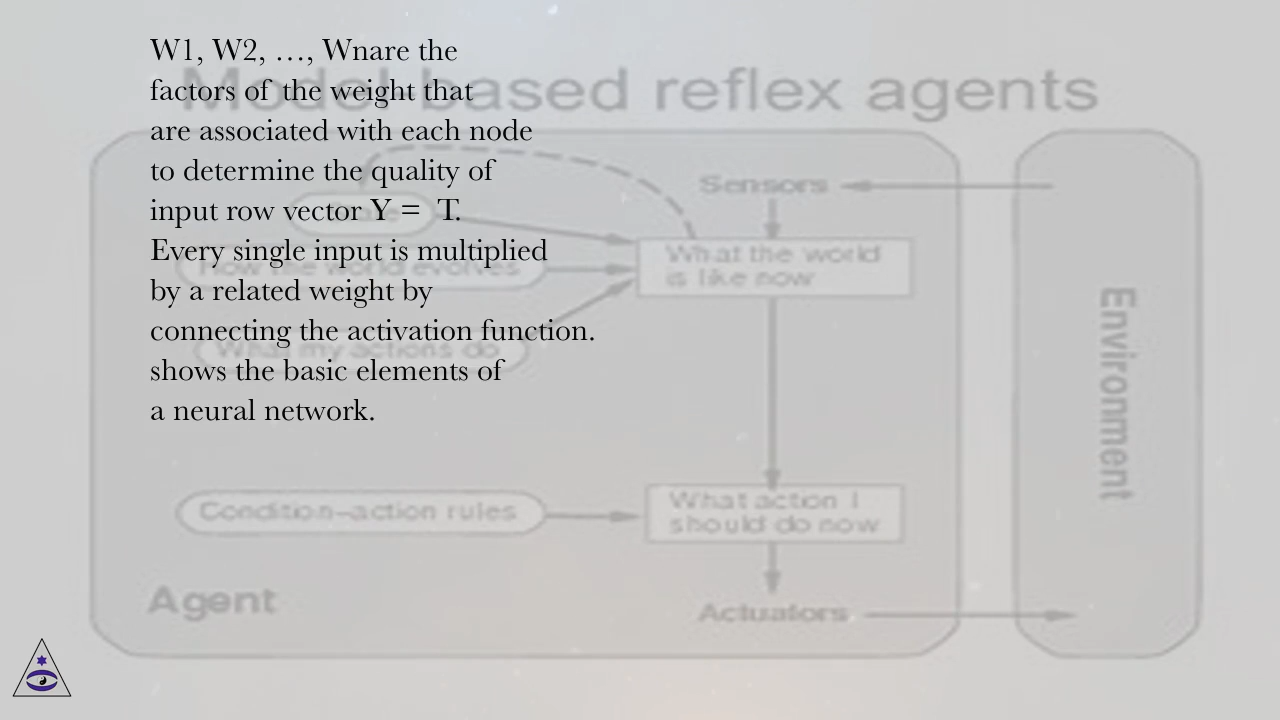 W1, W2, …, Wnare the
factors of the weight that
are associated with each node
to determine the quality of
input row vector Y = T.
Every single input is multiplied
by a related weight by
connecting the activation function.
shows the basic elements of
a neural network.
Model based reflex agents
Sensors
How the world evolves
What the world
is like now
What my actions do
Condition-action rules
What action I
should do now
Agent
Actuators
Environment